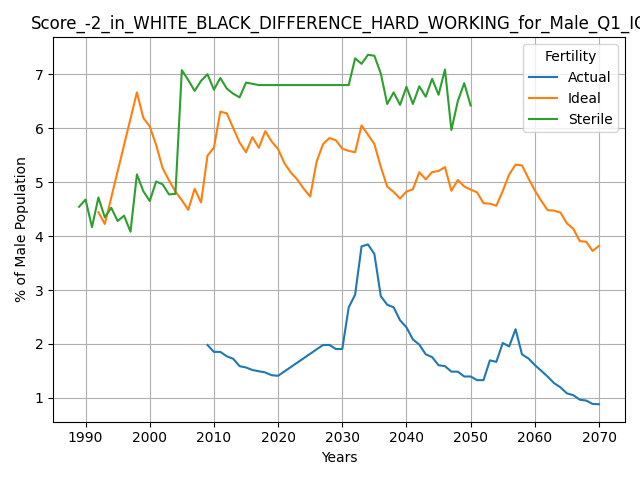 Score_-2_in_WHITE_BLACK_DIFFERENCE_HARD_WORKING_for_Male_Q1_IQ
Fertility
Actual
Ideal
Sterile
% of Male Population
7
6
5
4
3
2
1
1990 2000 2010 2020 2030 2040 2050 2060 2070
Years